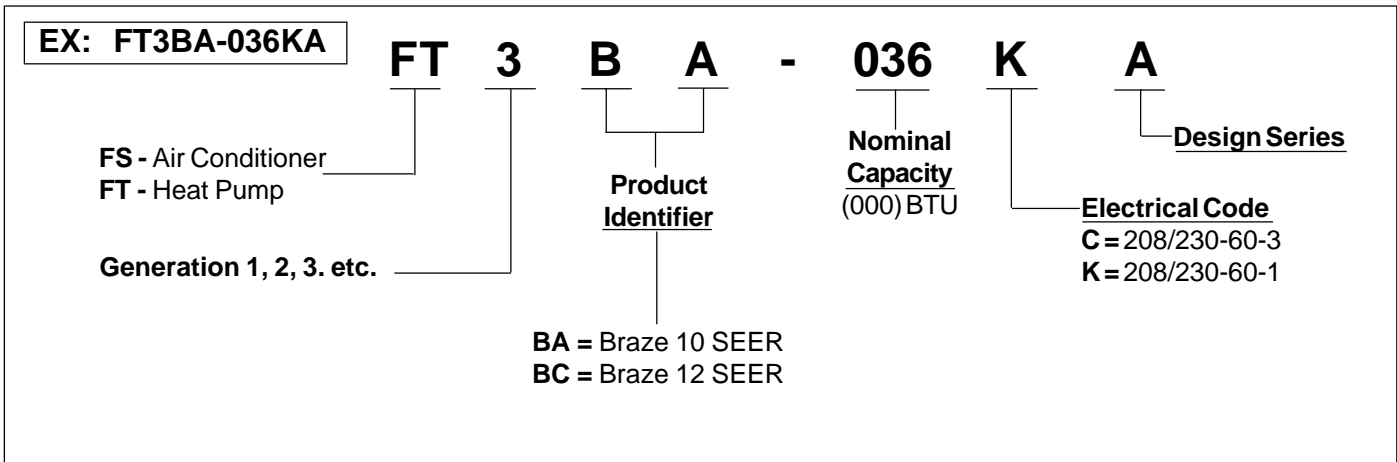 EX: FT3BA-036KA
FT 3 B A - 036 K A
FS - Air Conditioner
FT - Heat Pump
Generation 1, 2, 3. etc.
Product
Identifier
BA = Braze 10 SEER
BC = Braze 12 SEER
Nominal
Capacity
(000) BTU
Design Series
Electrical Code
C = 208/230-60-3
K = 208/230-60-1